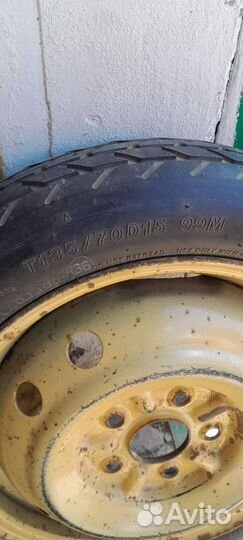 T135/70D15 99M
DO NOT RETREAD. USE ONLY WITH
Avito